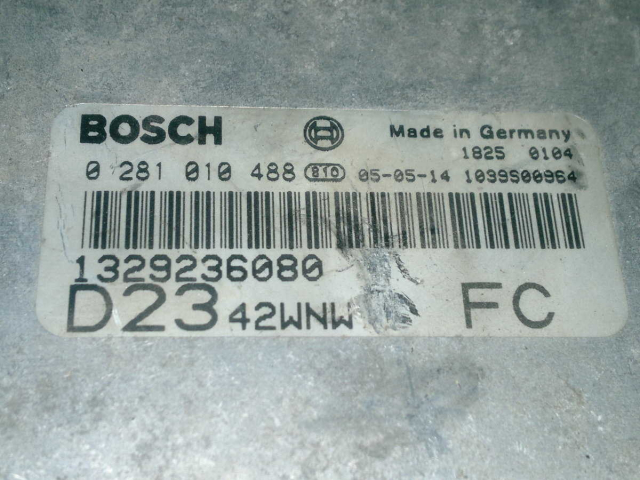 BOSCH Made in Germany
1825 0104
0 281 010 488 810 05-05-14 1099S00964
1329236080
D23 42WNW FC